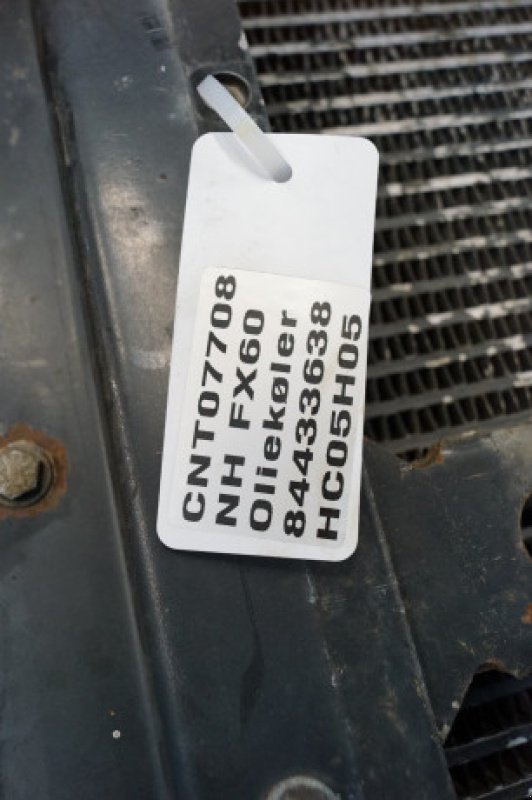 CNT07708
NH FX60
Oliekøler
84433638
HC05H05